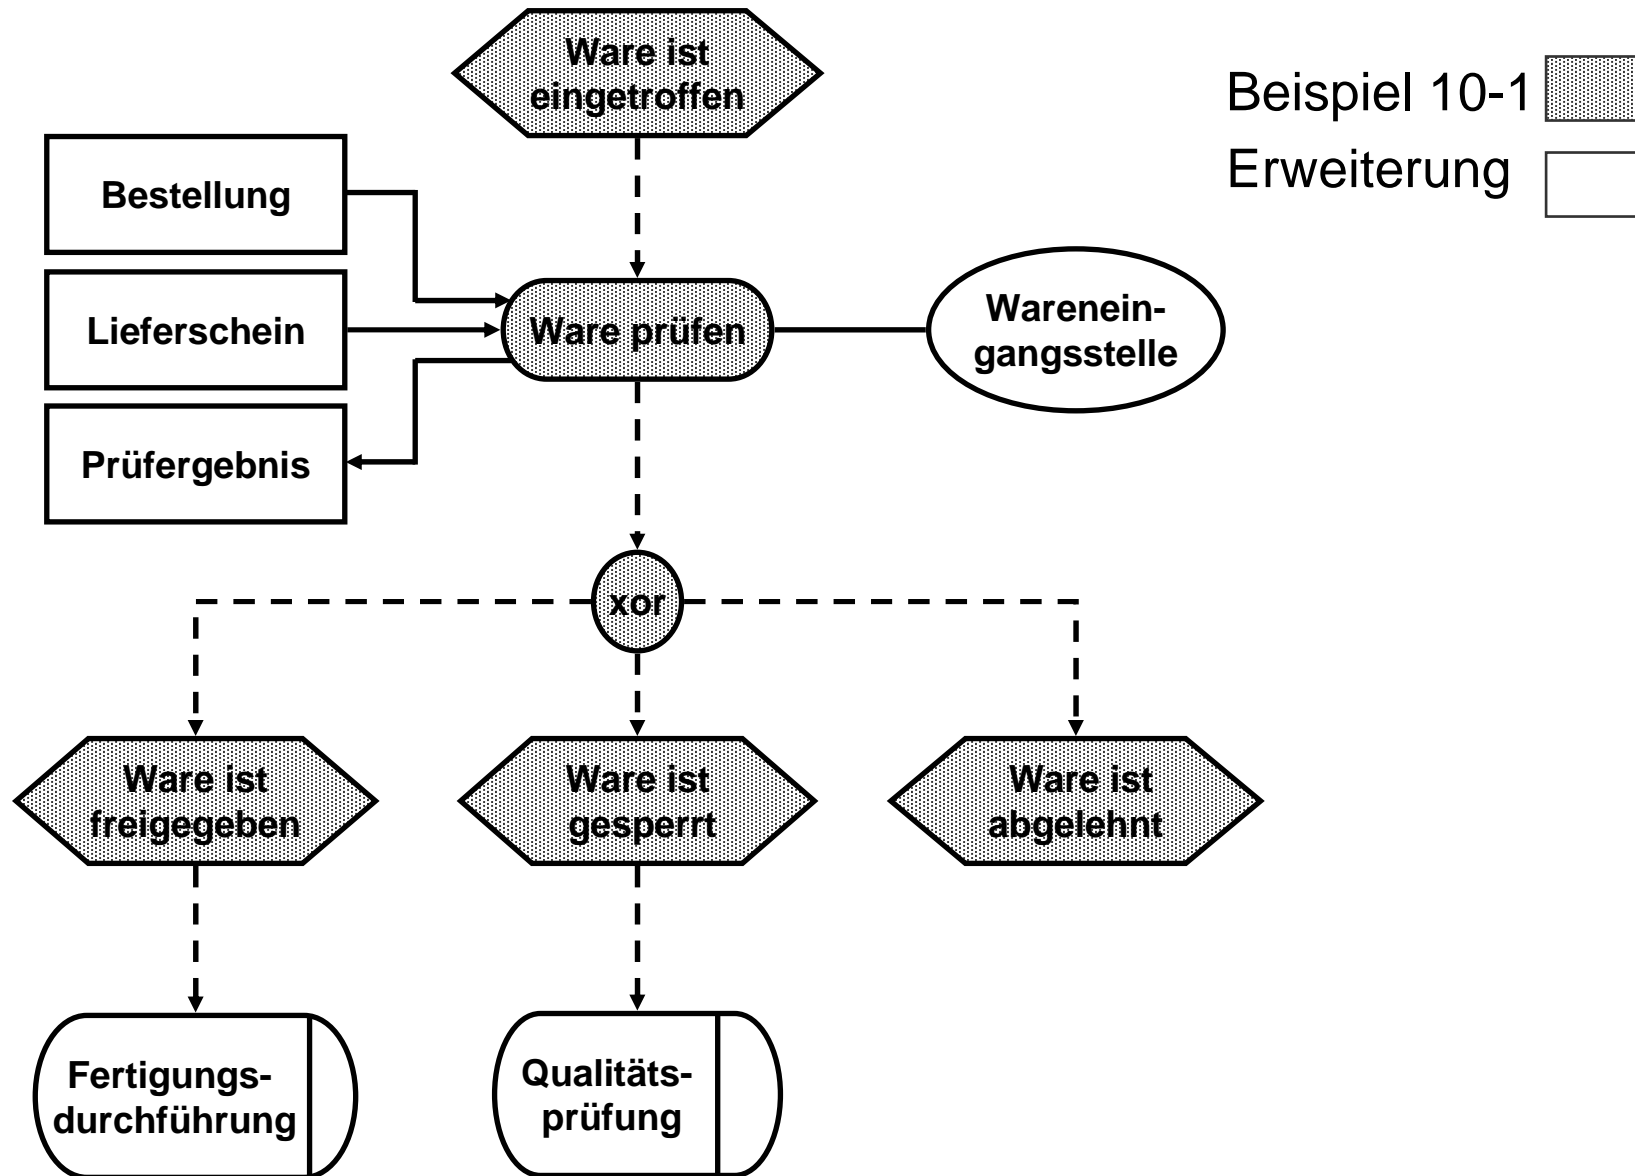 Ware ist
eingetroffen
Beispiel 10-1
Erweiterung
Bestellung
Lieferschein
Prüfergebnis
Ware prüfen
Warenein-
gangsstelle
xor
Ware ist
freigegeben
Ware ist
gesperrt
Ware ist
abgelehnt
Fertigungs-
durchführung
Qualitäts-
prüfung